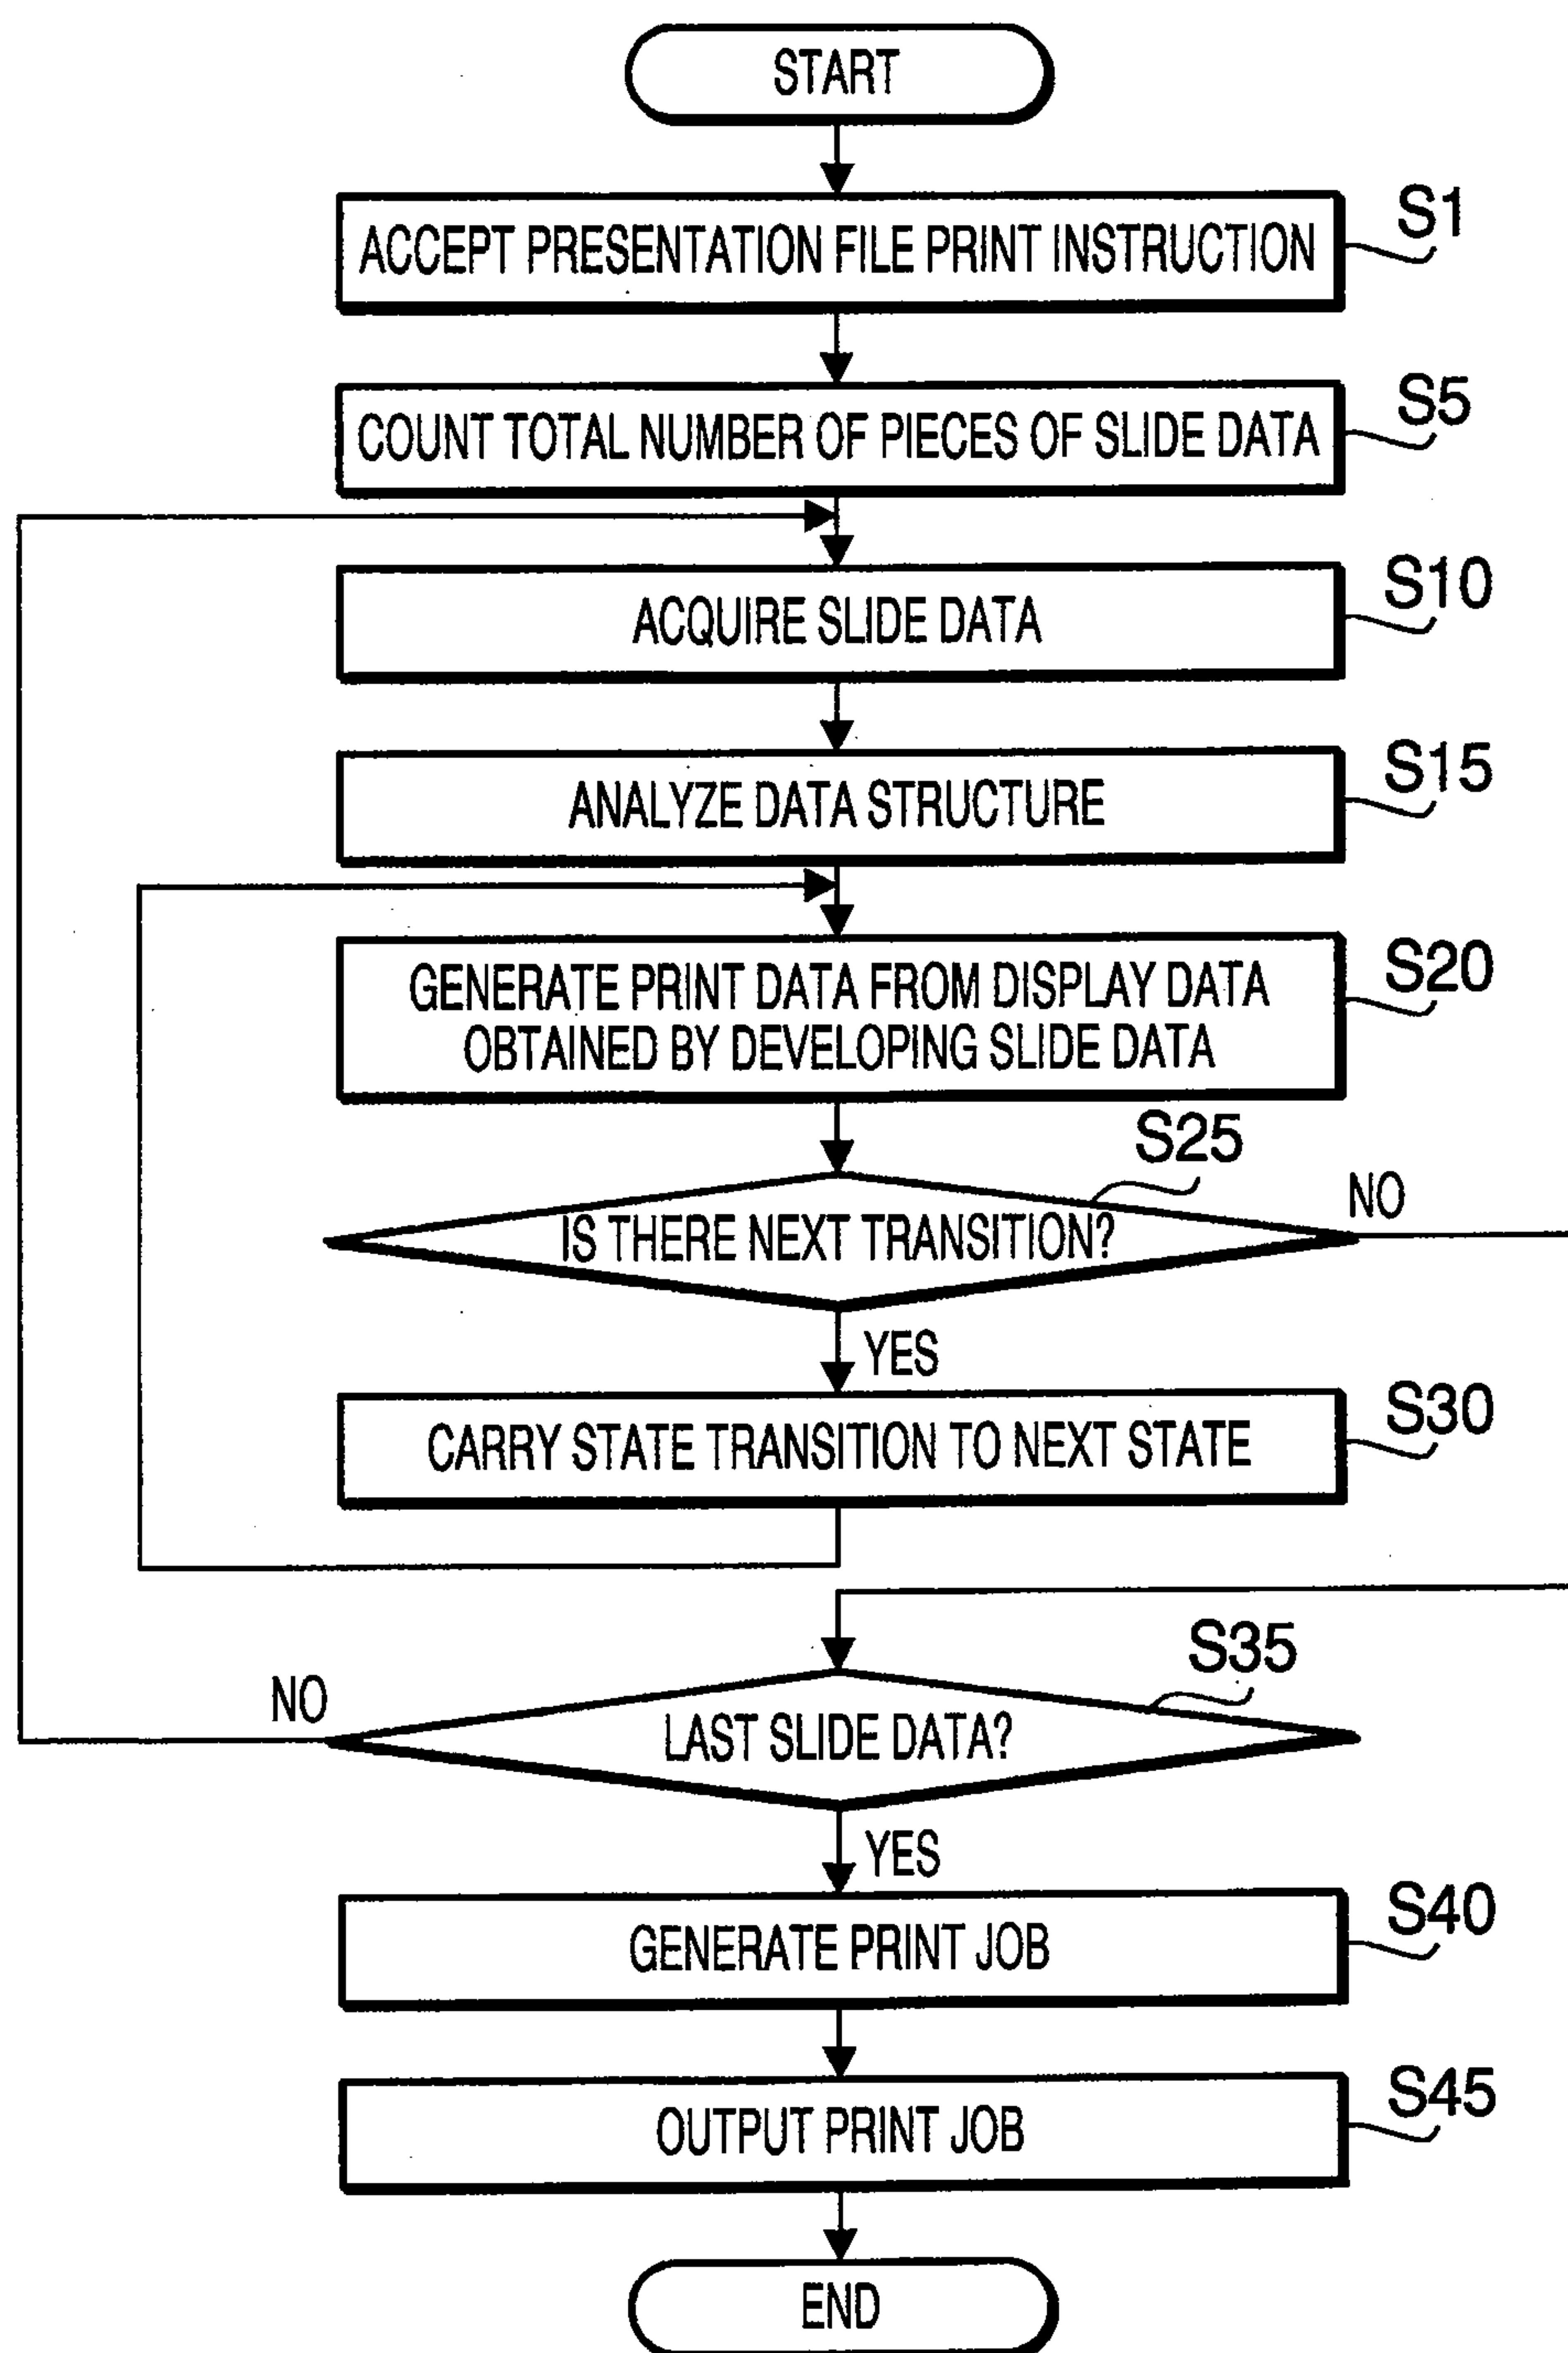 START
ACCEPT PRESENTATION FILE PRINT INSTRUCTION
S1
COUNT TOTAL NUMBER OF PIECES OF SLIDE DATA
S5
ACQUIRE SLIDE DATA
S10
ANALYZE DATA STRUCTURE
S15
GENERATE PRINT DATA FROM DISPLAY DATA
OBTAINED BY DEVELOPING SLIDE DATA
S20
S25
IS THERE NEXT TRANSITION?
NO
YES
CARRY STATE TRANSITION TO NEXT STATE
S30
S35
NO
LAST SLIDE DATA?
YES
GENERATE PRINT JOB
S40
OUTPUT PRINT JOB
S45
END